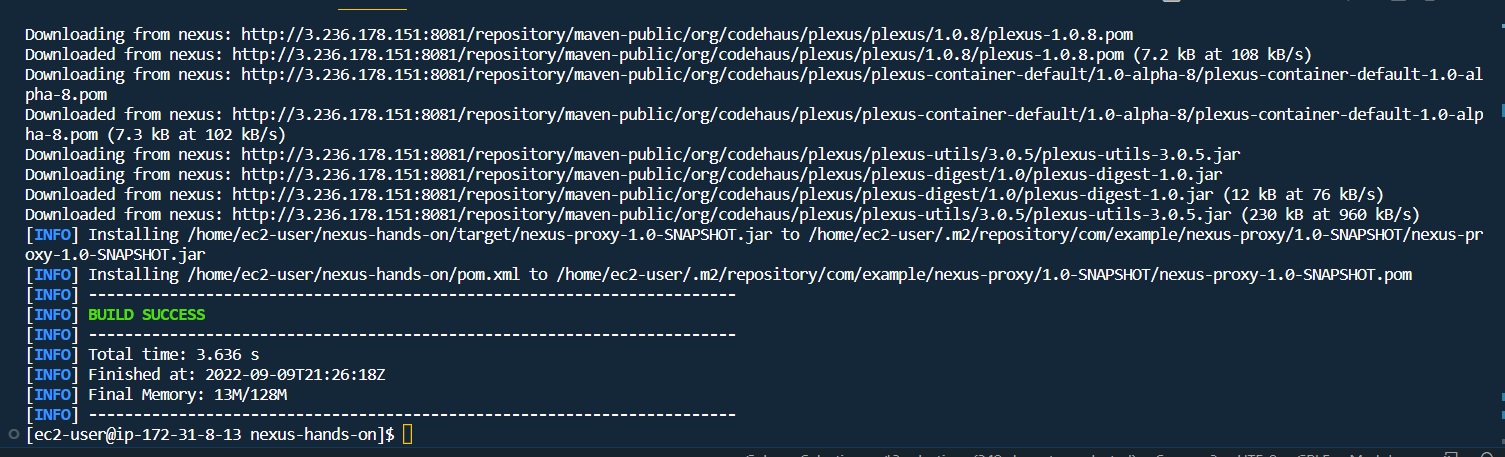 Downloading from nexus: http://3.236.178.151:8081/repository/maven-public/org/codehaus/plexus/plexus/1.0.8/plexus-1.0.8.pom
Downloaded from nexus: http://3.236.178.151:8081/repository/maven-public/org/codehaus/plexus/plexus/1.0.8/plexus-1.0.8.pom (7.2 kB at 108 kB/s)
Downloading from nexus: http://3.236.178.151:8081/repository/maven-public/org/codehaus/plexus/plexus-container-default/1.0-alpha-8/plexus-container-default-1.0-al
pha-8.pom
Downloaded from nexus: http://3.236.178.151:8081/repository/maven-public/org/codehaus/plexus/plexus-container-default/1.0-alpha-8/plexus-container-default-1.0-alp
ha-8.pom (7.3 kB at 102 kB/s)
Downloading from nexus: http://3.236.178.151:8081/repository/maven-public/org/codehaus/plexus/plexus-utils/3.0.5/plexus-utils-3.0.5.jar
Downloading from nexus: http://3.236.178.151:8081/repository/maven-public/org/codehaus/plexus/plexus-digest/1.0/plexus-digest-1.0.jar
Downloaded from nexus: http://3.236.178.151:8081/repository/maven-public/org/codehaus/plexus/plexus-digest/1.0/plexus-digest-1.0.jar (12 kB at 76 kB/s)
Downloaded from nexus: http://3.236.178.151:8081/repository/maven-public/org/codehaus/plexus/plexus-utils/3.0.5/plexus-utils-3.0.5.jar (230 kB at 960 kB/s)
[INFO] Installing /home/ec2-user/nexus-hands-on/target/nexus-proxy-1.0-SNAPSHOT.jar to /home/ec2-user/.m2/repository/com/example/nexus-proxy/1.0-SNAPSHOT/nexus-pr
oxy-1.0-SNAPSHOT.jar
[INFO] Installing /home/ec2-user/nexus-hands-on/pom.xml to /home/ec2-user/.m2/repository/com/example/nexus-proxy/1.0-SNAPSHOT/nexus-proxy-1.0-SNAPSHOT.pom
[INFO] ------------------------------------------------------------------------
[INFO] BUILD SUCCESS
[INFO] ------------------------------------------------------------------------
[INFO] Total time: 3.636 s
[INFO] Finished at: 2022-09-09T21:26:18Z
[INFO] Final Memory: 13M/128M
[INFO] ------------------------------------------------------------------------
[ec2-user@ip-172-31-8-13 nexus-hands-on]$